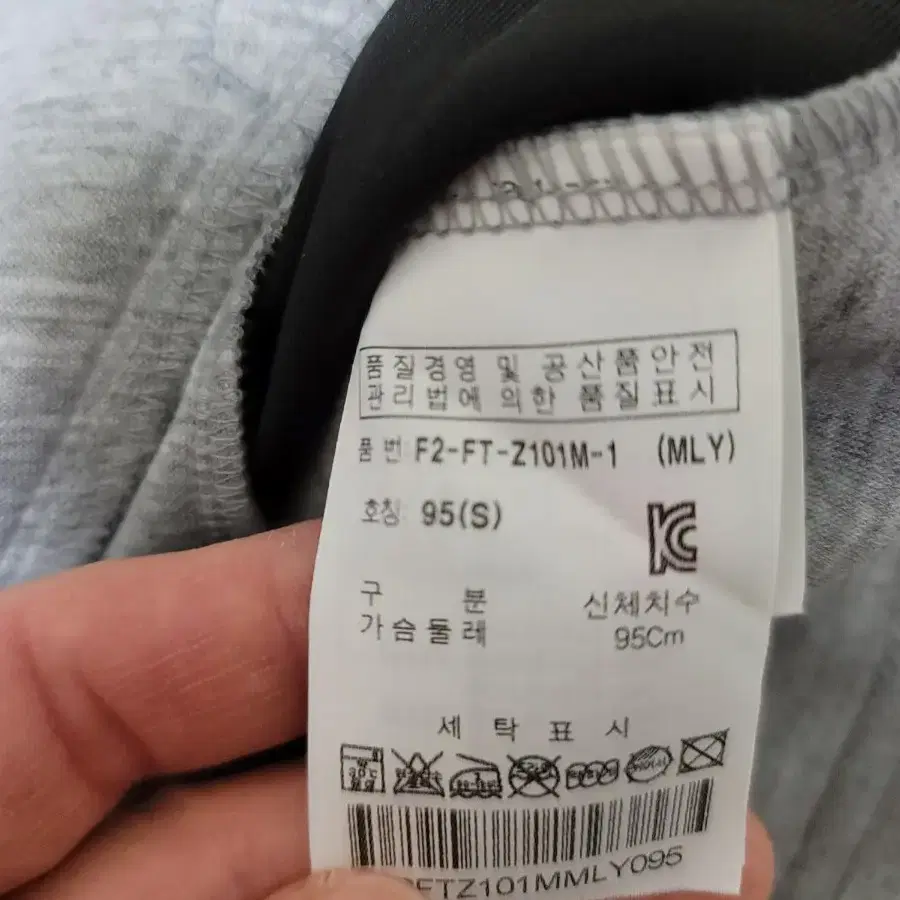 품질경영 및 공산품안전
관리법에 의한 품질표시
품번 F2-FT-Z101M-1 (MLY)
호칭: 95(S)
구 분 신체치수
가슴둘레 95Cm
세 탁 표 시
FTZ101MMLY095